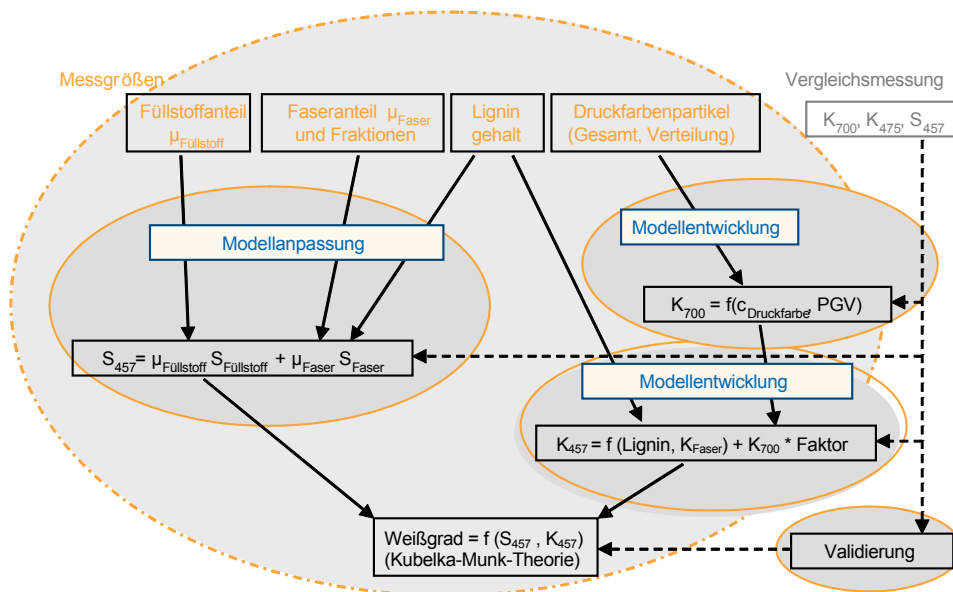 Messgrößen
Vergleichsmessung
Füllstoffanteil
μFüllstoff
Faseranteil μFaser
und Fraktionen
Lignin
gehalt
Druckfarbenpartikel
(Gesamt, Verteilung)
K700, K475, S457
Modellanpassung
Modellentwicklung
K700 = f(cDruckfarbe, PGV)
S457= μFüllstoff SFüllstoff + μFaser SFaser
Modellentwicklung
K457 = f (Lignin, KFaser) + K700 * Faktor
Weißgrad = f (S457 , K457)
(Kubelka-Munk-Theorie)
Validierung